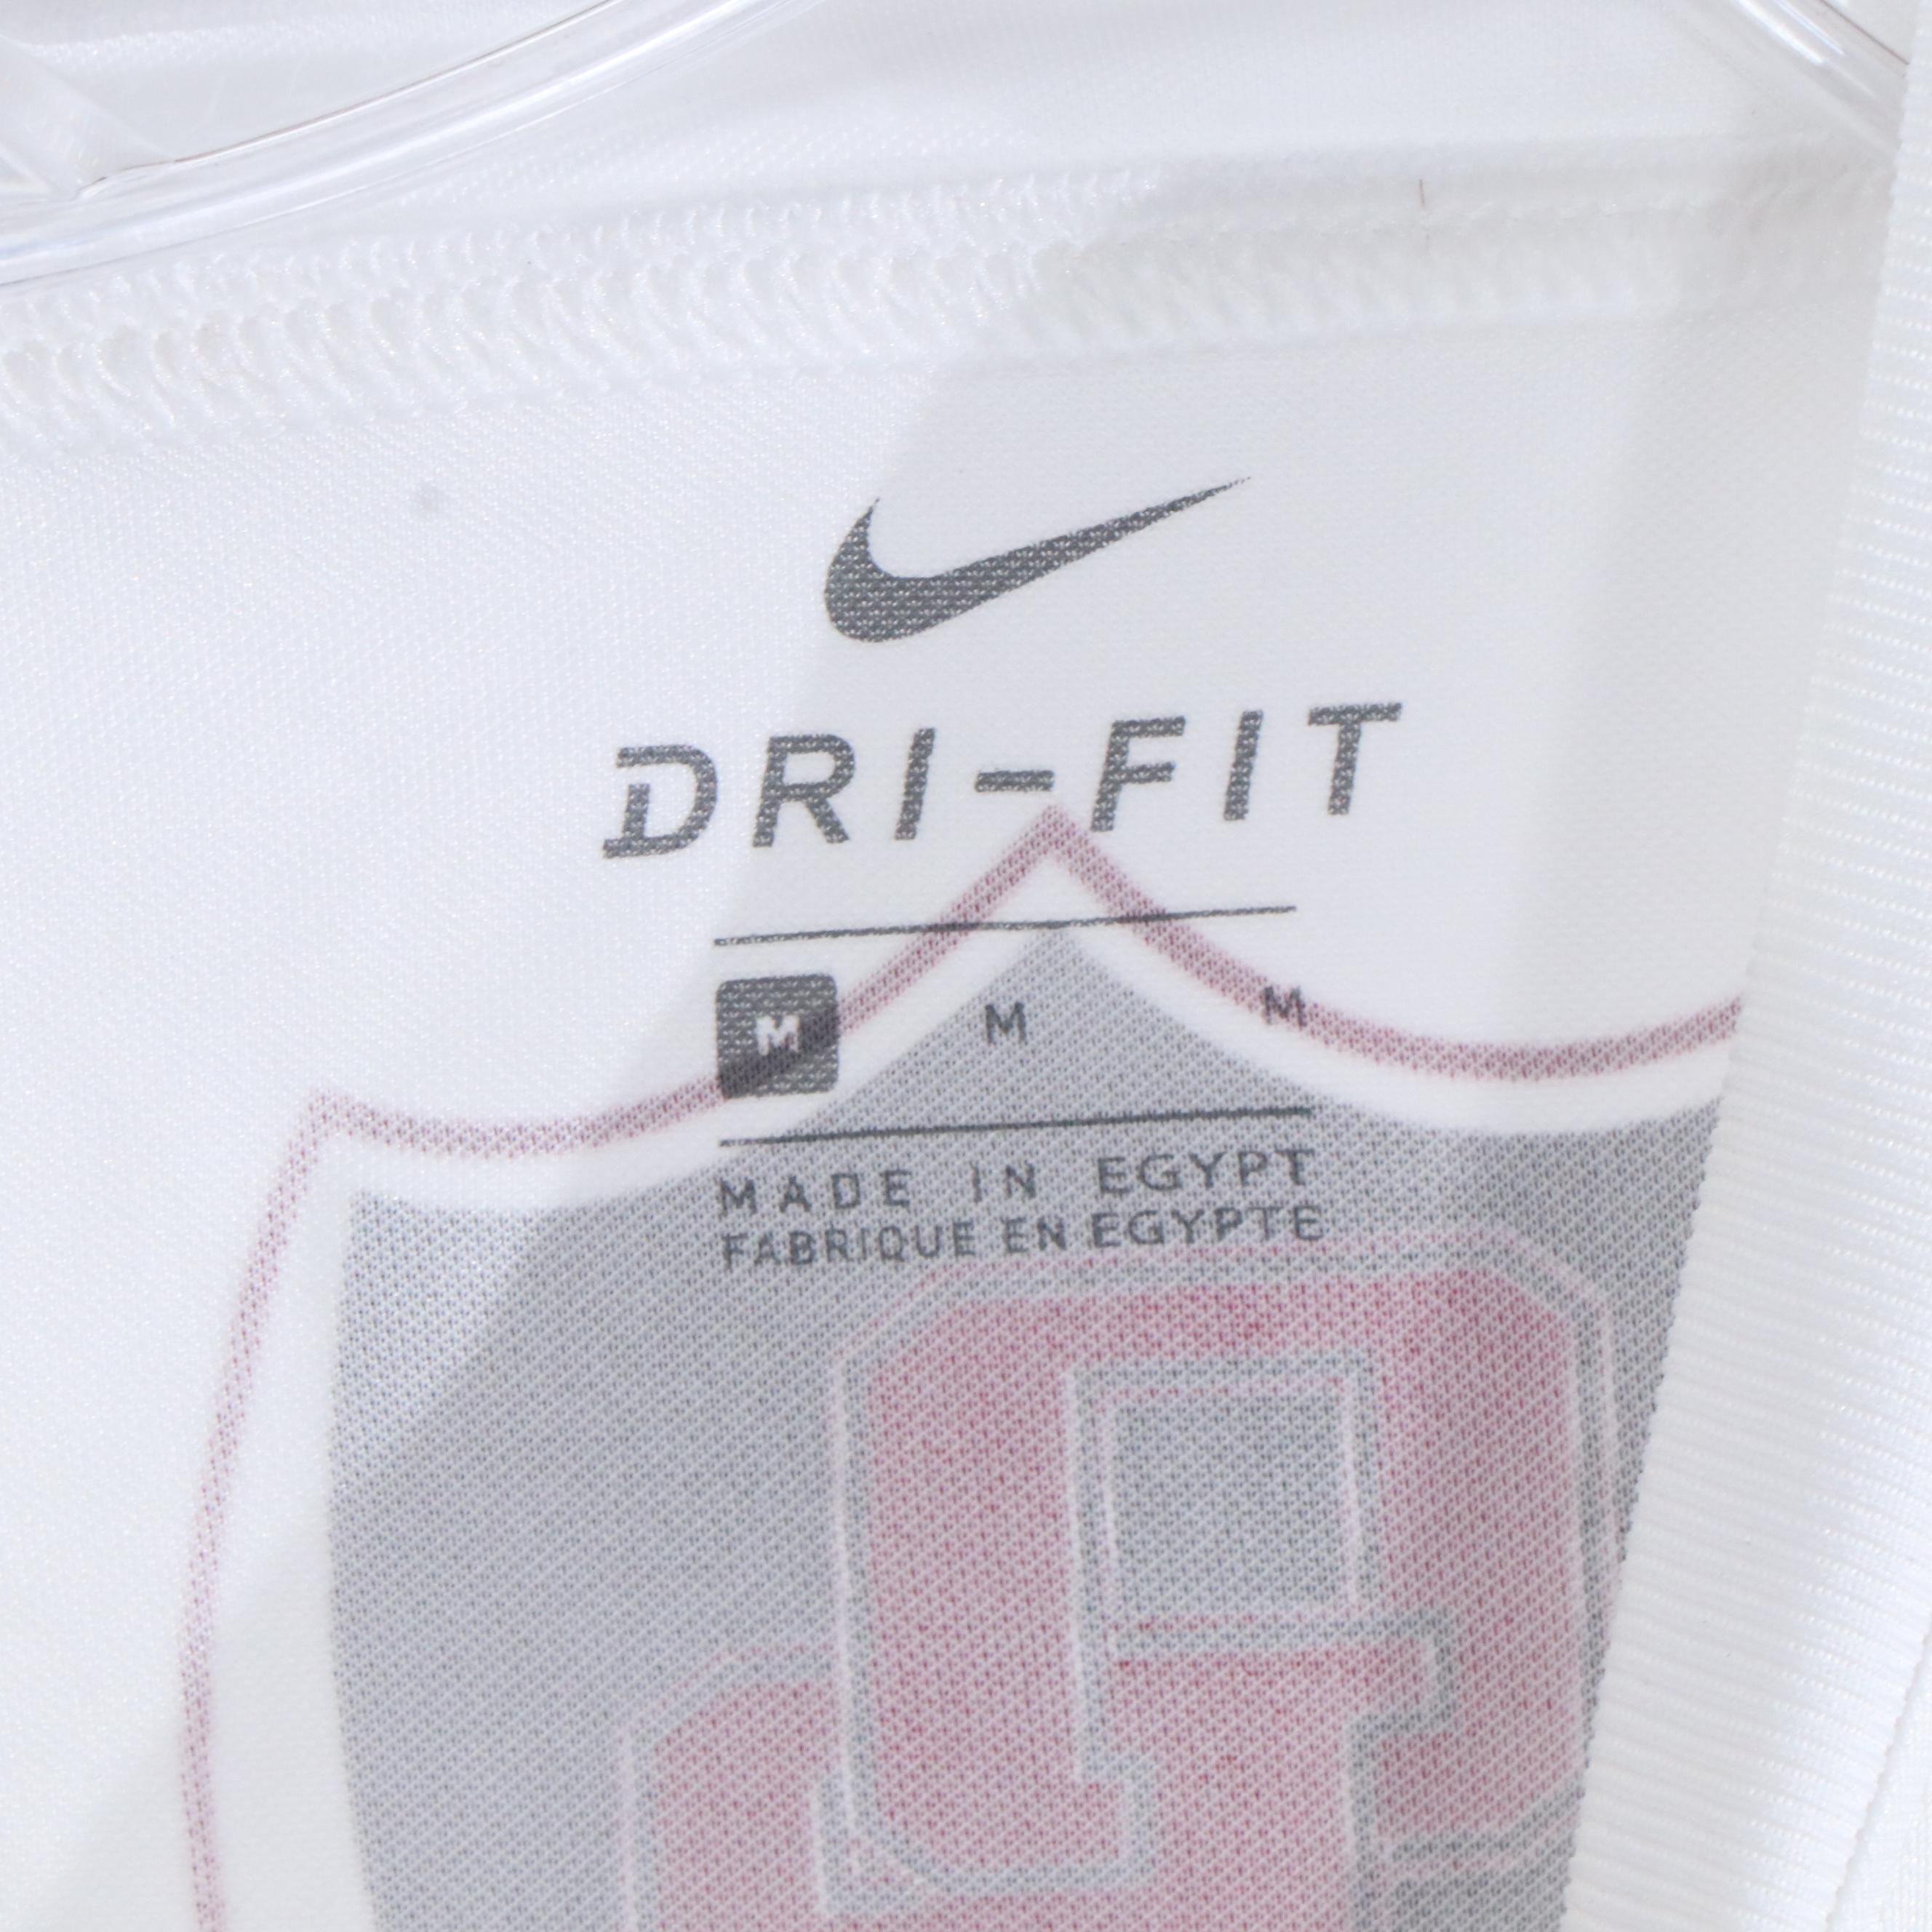 DRI-FIT
M M M
MADE IN EGYPT
FABRIQUE EN EGYPTE